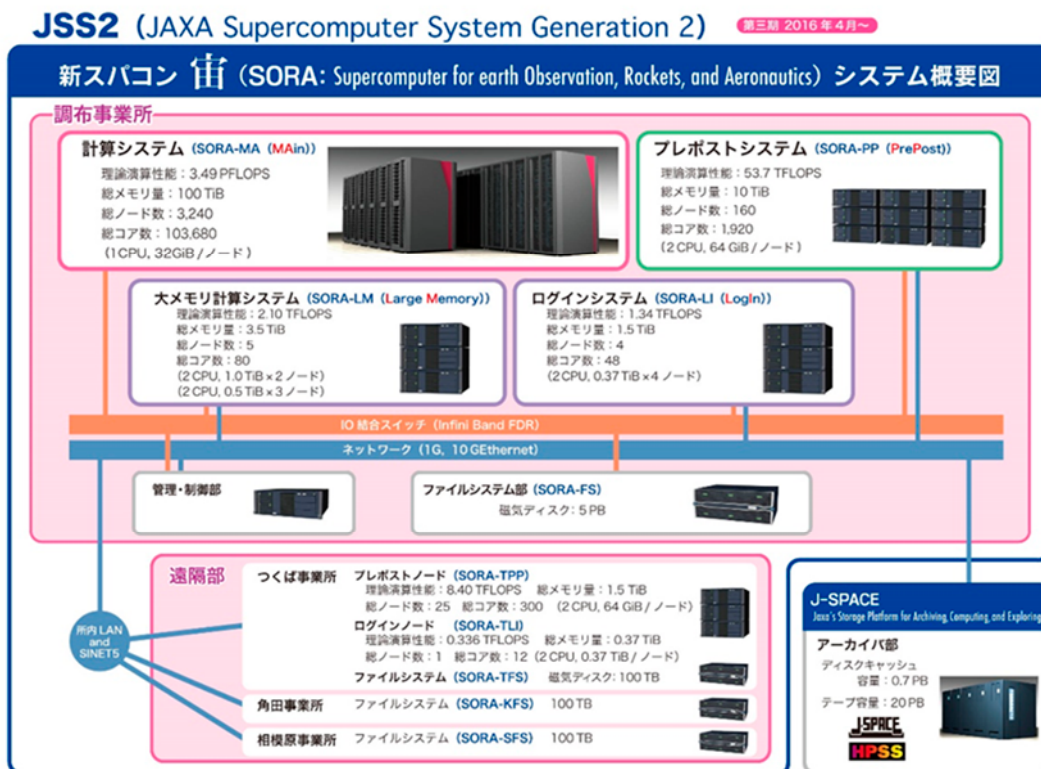 JSS2 (JAXA Supercomputer System Generation 2)
第三期 2016年4月～
新スパコン 宙 (SORA: Supercomputer for earth Observation, Rockets, and Aeronautics) システム概要図
調布事業所
計算システム (SORA-MA (MAin))
理論演算性能：3.49 PFLOPS
総メモリ量：100 TiB
総ノード数：3,240
総コア数：103,680
(1CPU, 32GiB / ノード)
プレポストシステム (SORA-PP (PrePost))
理論演算性能：53.7 TFLOPS
総メモリ量：10 TiB
総ノード数：160
総コア数：1,920
(2 CPU, 64 GiB / ノード)
大メモリ計算システム (SORA-LM (Large Memory))
理論演算性能：2.10 TFLOPS
総メモリ量：3.5 TiB
総ノード数：5
総コア数：80
(2 CPU, 1.0 TiB × 2 ノード)
(2 CPU, 0.5 TiB × 3 ノード)
ログインシステム (SORA-LI (LogIn))
理論演算性能：1.34 TFLOPS
総メモリ量：1.5 TiB
総ノード数：4
総コア数：48
(2 CPU, 0.37 TiB × 4 ノード)
IO 結合スイッチ (Infini Band FDR)
ネットワーク (1G, 10 GEthernet)
管理・制御部
ファイルシステム部 (SORA-FS)
磁気ディスク：5 PB
遠隔部
つくば事業所 プレポストノード (SORA-TPP)
理論演算性能：8.40 TFLOPS 総メモリ量：1.5 TiB
総ノード数：25 総コア数：300 (2 CPU, 64 GiB / ノード)
ログインノード (SORA-TLI)
理論演算性能：0.336 TFLOPS 総メモリ量：0.37 TiB
総ノード数：1 総コア数：12 (2 CPU, 0.37 TiB / ノード)
ファイルシステム (SORA-TFS) 磁気ディスク：100 TB
角田事業所 ファイルシステム (SORA-KFS) 100 TB
相模原事業所 ファイルシステム (SORA-SFS) 100 TB
所内 LAN
and
SINET5
J-SPACE
Jaxa's Storage Platform for Archiving, Computing, and Exploring
アーカイバ部
ディスクキャッシュ
容量：0.7 PB
テープ容量：20 PB
J-SPACE
HPSS